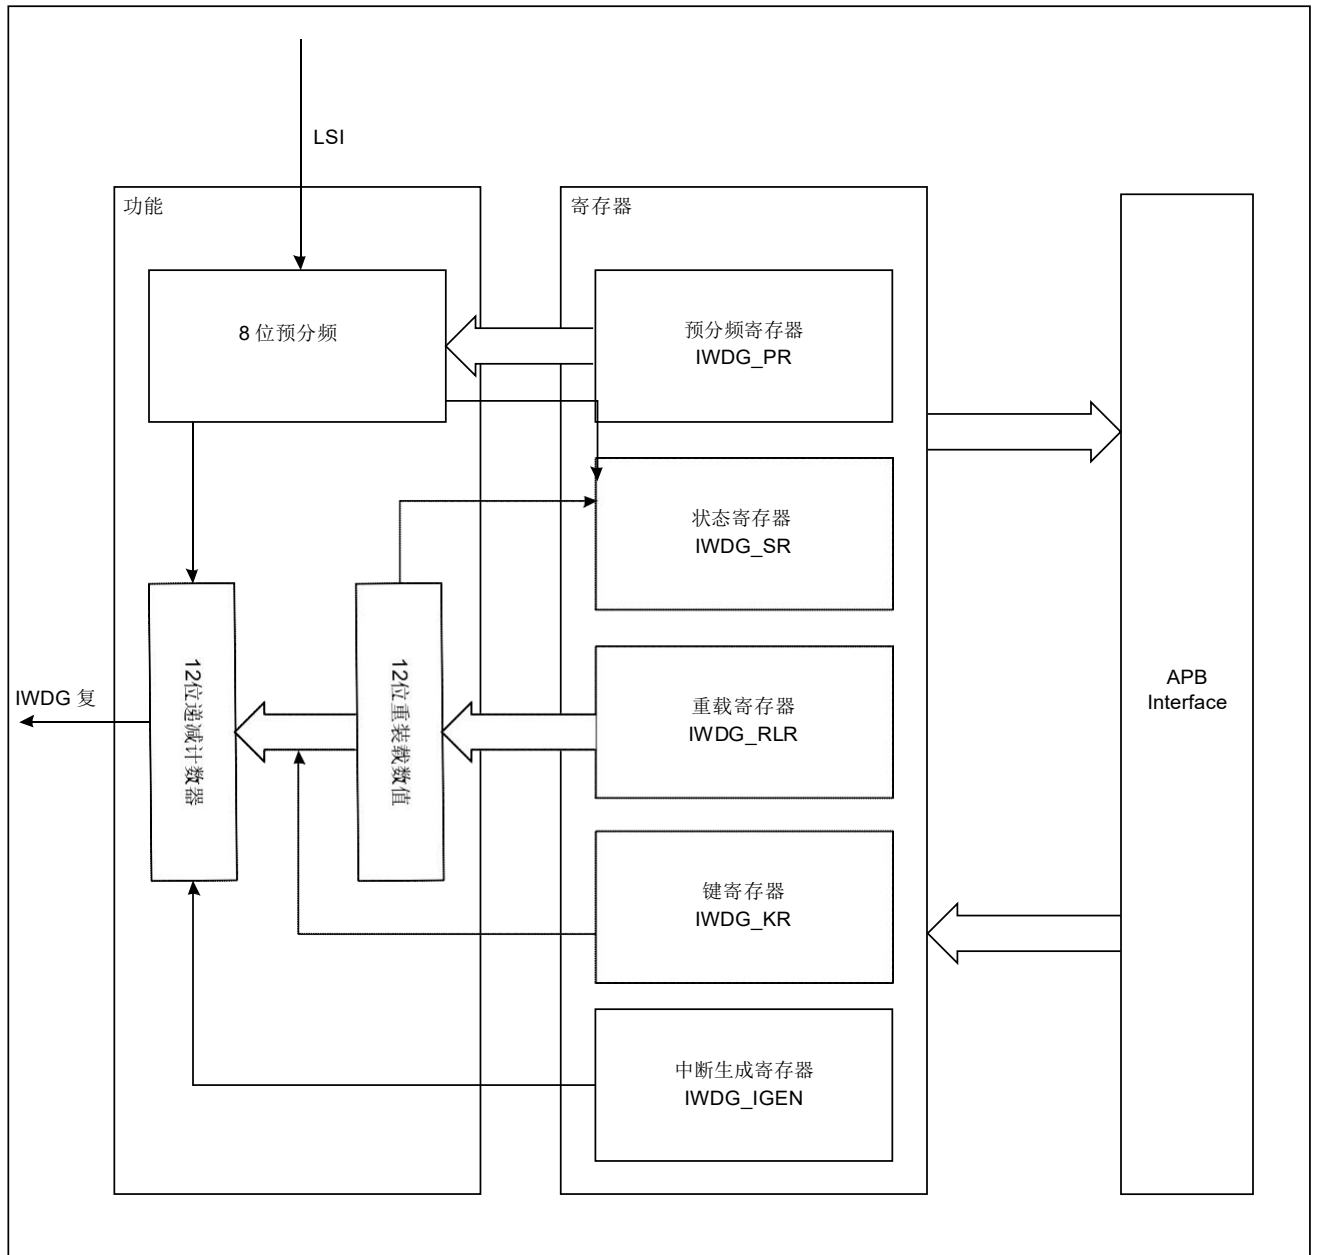 LSI
功能
寄存器
8 位预分频
预分频寄存器
IWDG_PR
状态寄存器
IWDG_SR
12位递减计数器
12位重装载数值
IWDG 复
重载寄存器
IWDG_RLR
APB
Interface
键寄存器
IWDG_KR
中断生成寄存器
IWDG_IGEN